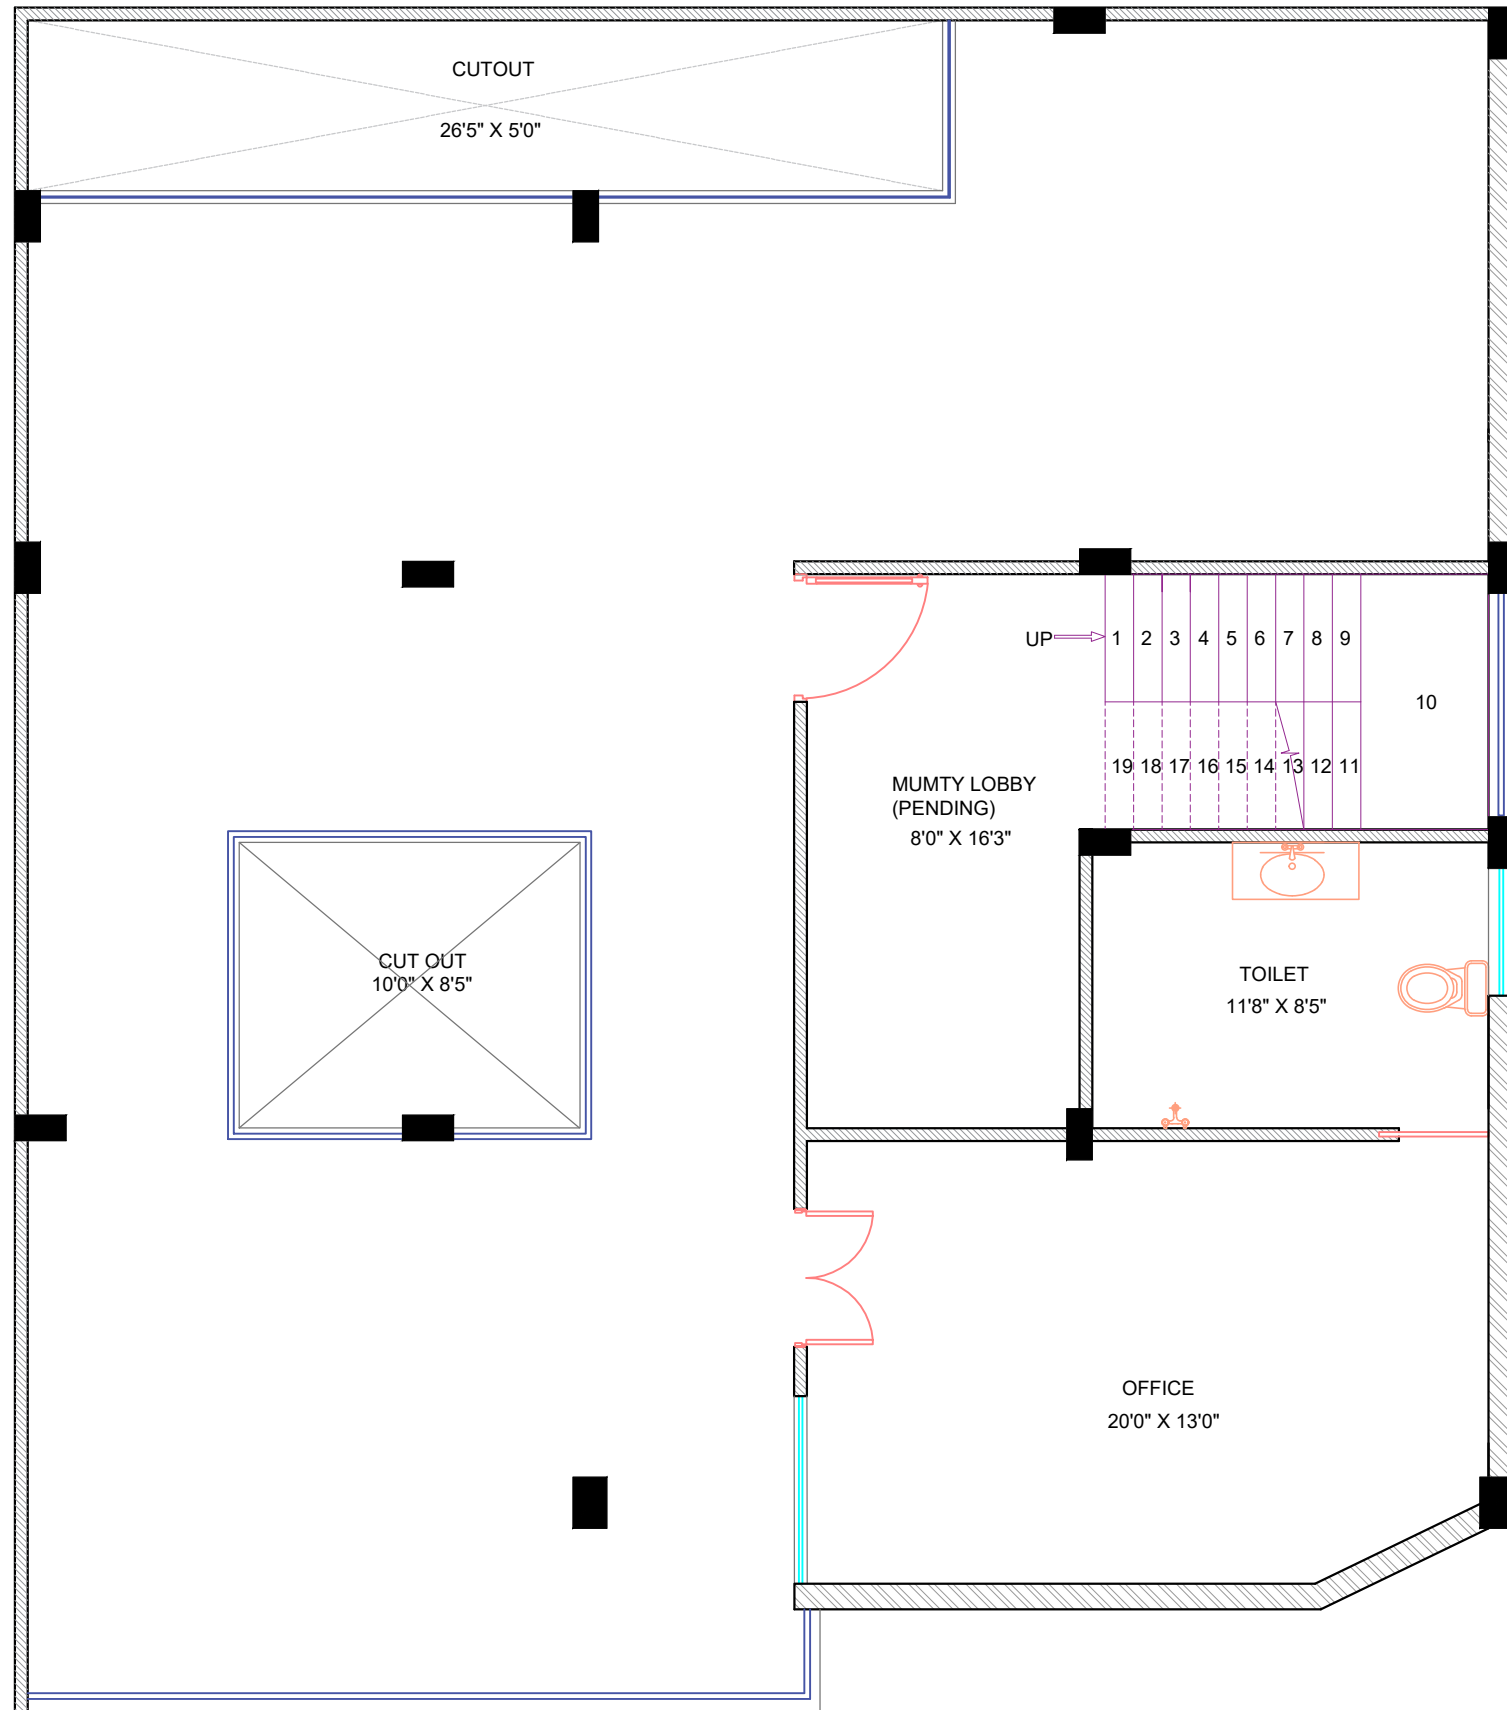 CUTOUT
26'5" X 5'0"
UP 1 2 3 4 5 6 7 8 9
10
19 18 17 16 15 14 13 12 11
MUMTY LOBBY
(PENDING)
8'0" X 16'3"
CUT OUT
10'0" X 8'5"
TOILET
11'8" X 8'5"
OFFICE
20'0" X 13'0"